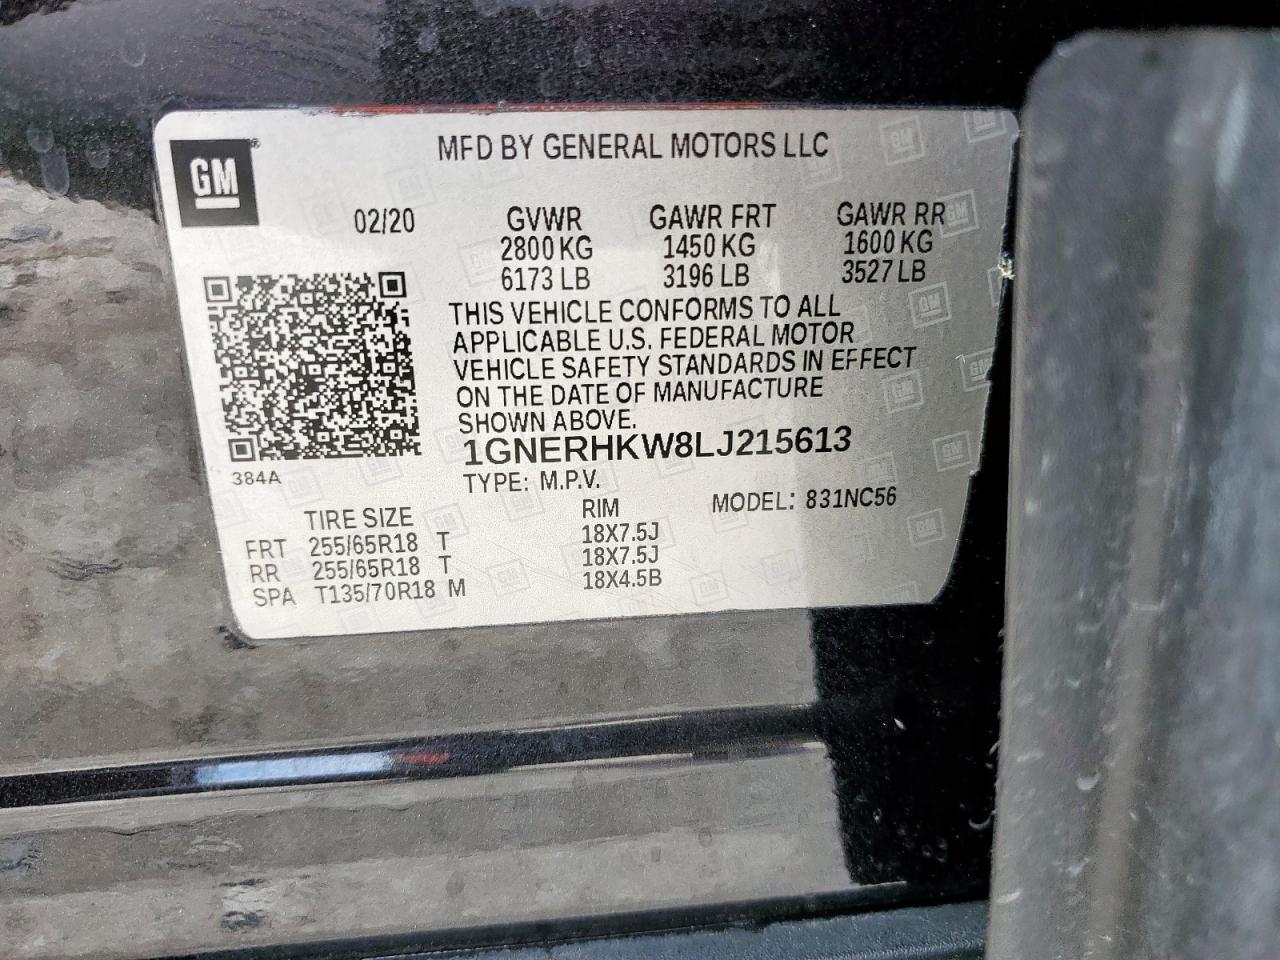 GM
MFD BY GENERAL MOTORS LLC
02/20 GVWR GAWR FRT GAWR RR
2800 KG 1450 KG 1600 KG
6173 LB 3196 LB 3527 LB
THIS VEHICLE CONFORMS TO ALL
APPLICABLE U.S. FEDERAL MOTOR
VEHICLE SAFETY STANDARDS IN EFFECT
ON THE DATE OF MANUFACTURE
SHOWN ABOVE.
1GNERHKW8LJ215613
384A
TYPE: M.P.V. MODEL: 831NC56
TIRE SIZE RIM
FRT 255/65R18 T 18X7.5J
RR 255/65R18 T 18X7.5J
SPA T135/70R18 M 18X4.5B